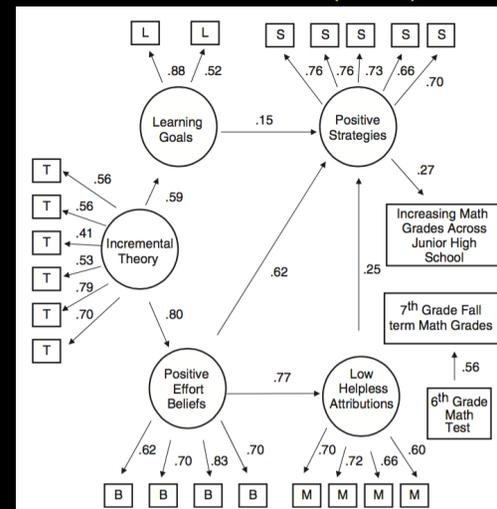 L L S S S S S
.88 .52 .76 .76 .73 .66 .70
Learning
Goals
.15
Positive
Strategies
.27
Increasing Math
Grades Across
Junior High
School
T
T
T
T
T
T
.56
.56
.41
.53
.79
.70
Incremental
Theory
.59
.80
.62
.25
7th Grade Fall
term Math Grades
.56
6th Grade
Math
Test
Positive
Effort
Beliefs
.77
Low
Helpless
Attributions
.62 .70 .83 .70
.70 .72 .66 .60
B B B B M M M M